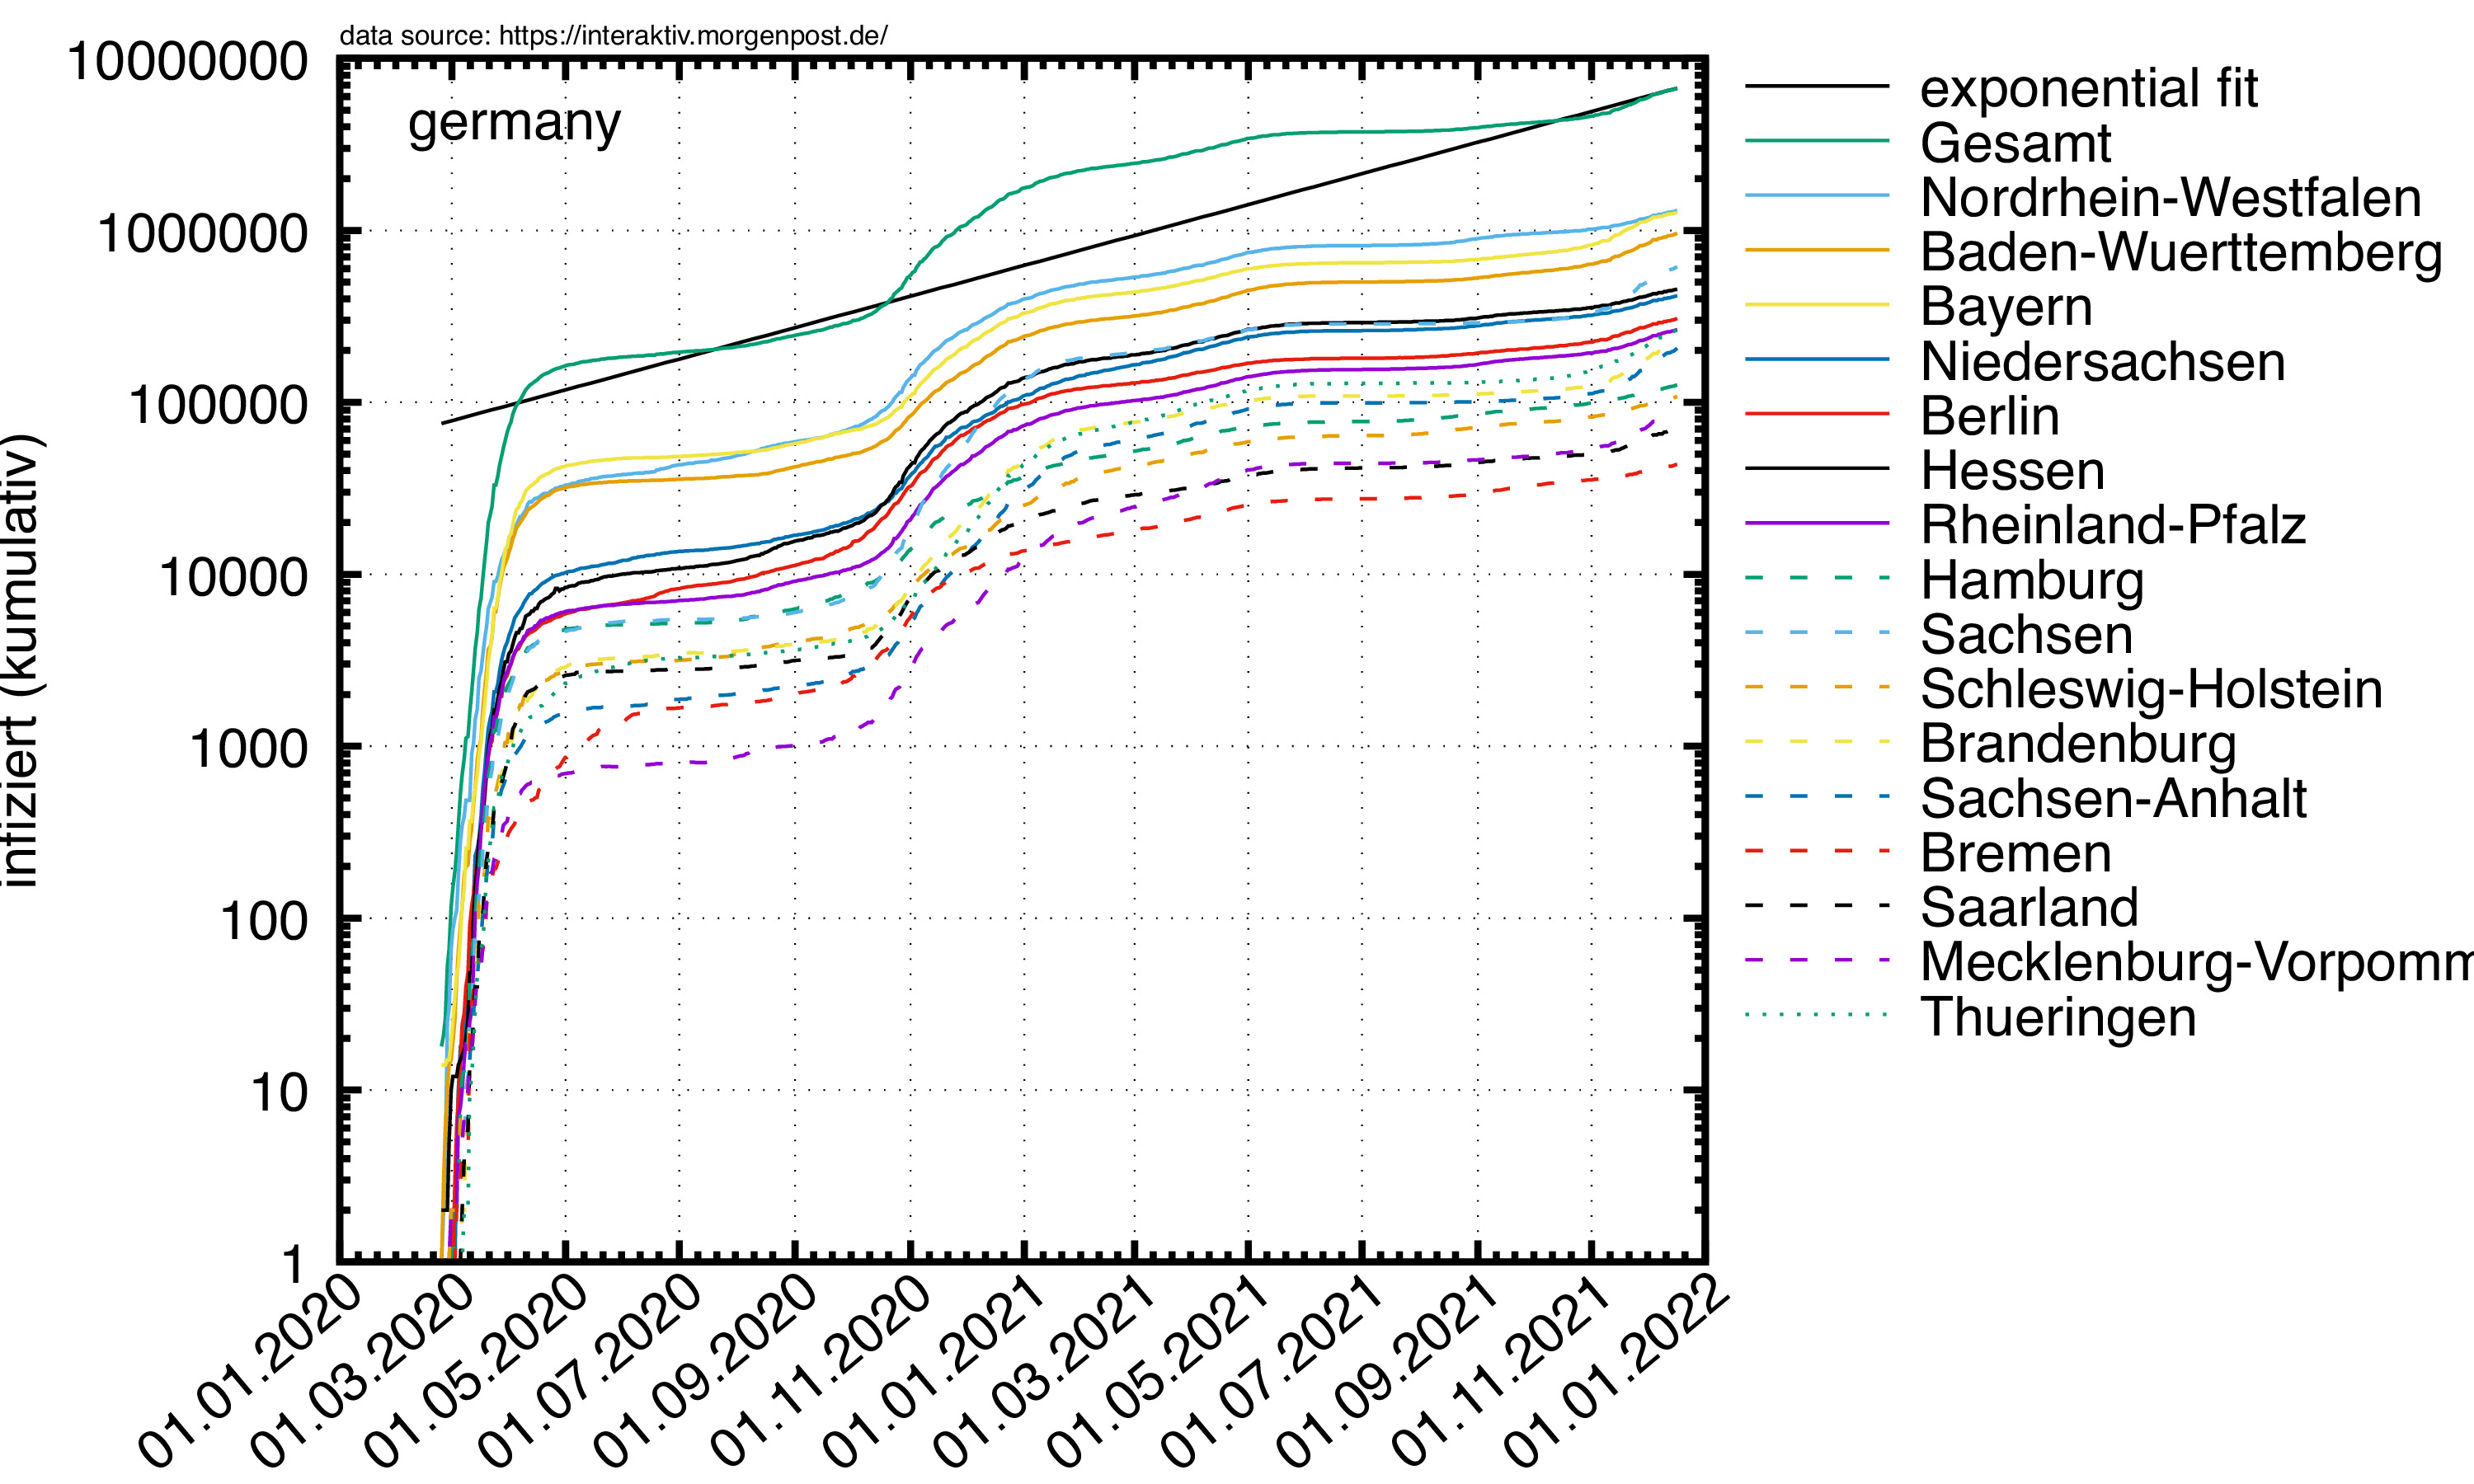 data source: https://interaktiv.morgenpost.de/
germany
infiziert (kumulativ)
10000000
1000000
100000
10000
1000
100
10
1
01.01.2020
01.03.2020
01.05.2020
01.07.2020
01.09.2020
01.11.2020
01.01.2021
01.03.2021
01.05.2021
01.07.2021
01.09.2021
01.11.2021
01.01.2022
exponential fit
Gesamt
Nordrhein-Westfalen
Baden-Wuerttemberg
Bayern
Niedersachsen
Berlin
Hessen
Rheinland-Pfalz
Hamburg
Sachsen
Schleswig-Holstein
Brandenburg
Sachsen-Anhalt
Bremen
Saarland
Mecklenburg-Vorpomm
Thueringen